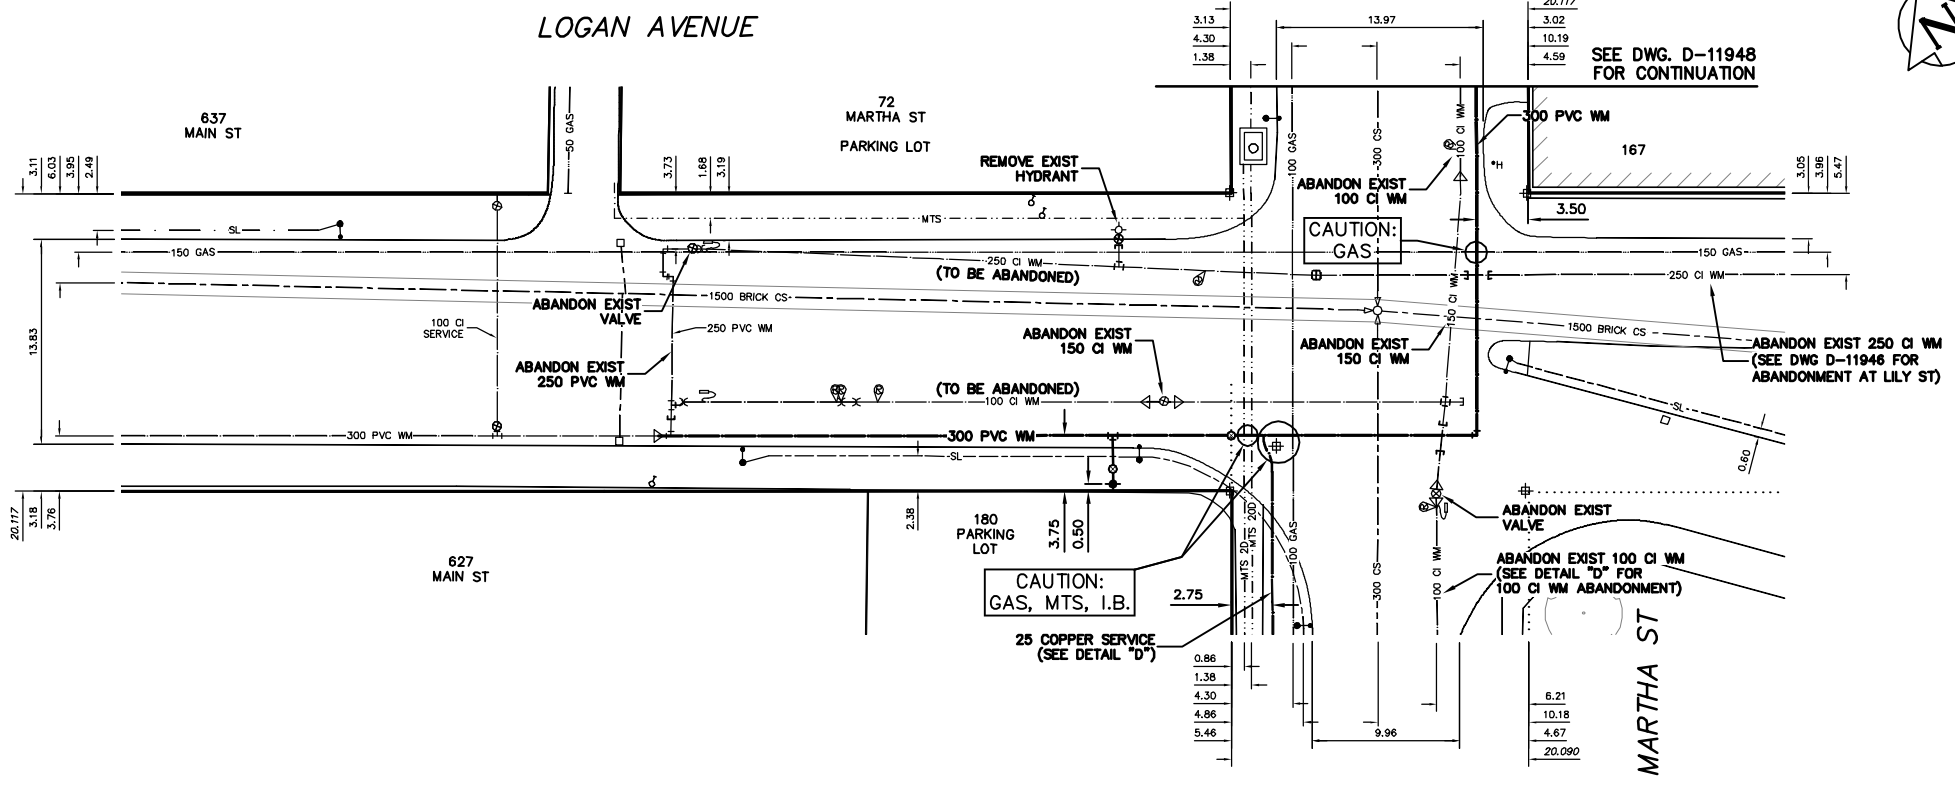 LOGAN AVENUE
20.117
3.13
4.30
1.38
13.97
3.02
10.19
4.59
N
SEE DWG. D-11948
FOR CONTINUATION
637
MAIN ST
50 GAS
72
MARTHA ST
PARKING LOT
REMOVE EXIST
HYDRANT
100 GAS
300 CS
100 CI WM
300 PVC WM
167
H
ABANDON EXIST
100 CI WM
3.11
6.03
3.95
2.49
3.73
1.68
3.19
3.05
3.96
5.47
3.50
CAUTION:
GAS
SL
MTS
150 GAS
150 GAS
250 CI WM
(TO BE ABANDONED)
250 CI WM
1500 BRICK CS
ABANDON EXIST
VALVE
150 CI WM
1500 BRICK CS
13.83
100 CI
SERVICE
250 PVC WM
ABANDON EXIST
150 CI WM
ABANDON EXIST
150 CI WM
ABANDON EXIST 250 CI WM
(SEE DWG D-11946 FOR
ABANDONMENT AT LILY ST)
ABANDON EXIST
250 PVC WM
(TO BE ABANDONED)
100 CI WM
SL
300 PVC WM
300 PVC WM
SL
0.60
20.117
3.18
3.76
2.38
180
PARKING
LOT
3.75
0.50
627
MAIN ST
MTS 2D
MTS 20D
100 GAS
300 CS
100 CI WM
ABANDON EXIST
VALVE
ABANDON EXIST 100 CI WM
(SEE DETAIL "D" FOR
100 CI WM ABANDONMENT)
CAUTION:
GAS, MTS, I.B.
2.75
25 COPPER SERVICE
(SEE DETAIL "D")
MARTHA ST
0.86
1.38
4.30
4.86
5.46
9.96
6.21
10.18
4.67
20.090